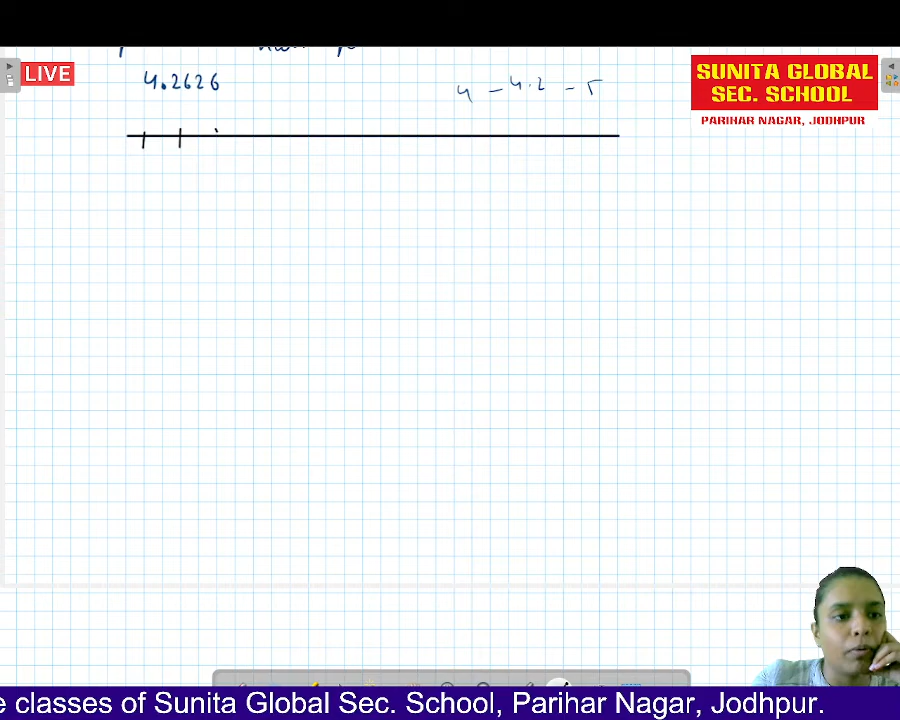 LIVE
4.2626
4 - 4.2 - 5
SUNITA GLOBAL
SEC. SCHOOL
PARIHAR NAGAR, JODHPUR
e classes of Sunita Global Sec. School, Parihar Nagar, Jodhpur.